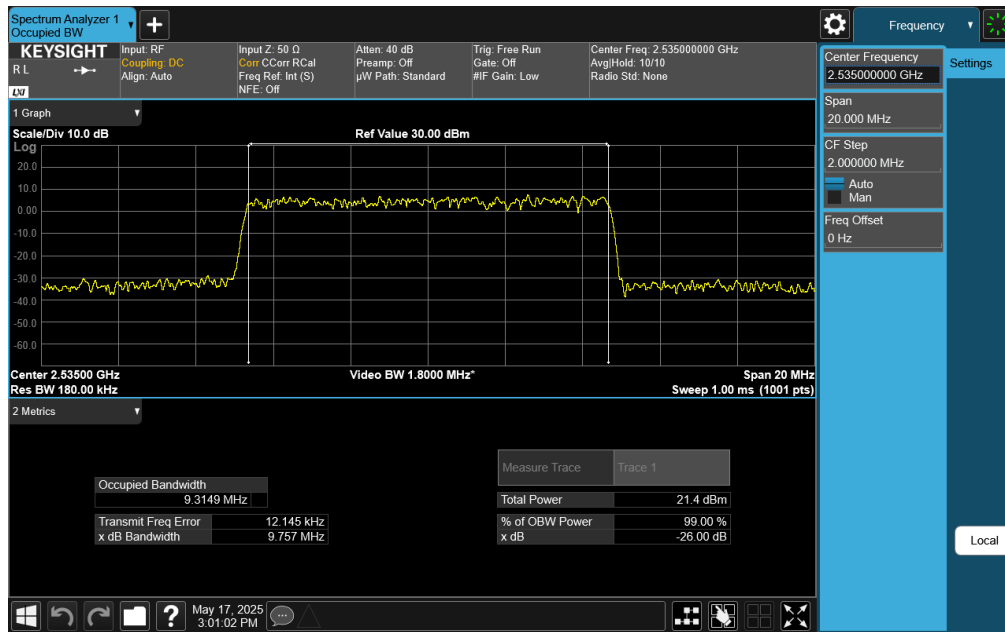 Spectrum Analyzer 1
Occupied BW
Frequency
KEYSIGHT
R L
LXI
Input: RF
Coupling: DC
Align: Auto
Input Z: 50 Ω
Corr CCorr RCal
Freq Ref: Int (S)
NFE: Off
Atten: 40 dB
Preamp: Off
µW Path: Standard
Trig: Free Run
Gate: Off
#IF Gain: Low
Center Freq: 2.535000000 GHz
Avg|Hold: 10/10
Radio Std: None
Center Frequency
2.535000000 GHz
Settings
Span
20.000 MHz
CF Step
2.000000 MHz
Auto
Man
Freq Offset
0 Hz
Local
1 Graph
Scale/Div 10.0 dB
Ref Value 30.00 dBm
Log
20.0
10.0
0.00
-10.0
-20.0
-30.0
-40.0
-50.0
-60.0
Center 2.53500 GHz
Video BW 1.8000 MHz*
Span 20 MHz
Res BW 180.00 kHz
Sweep 1.00 ms (1001 pts)
2 Metrics
Measure Trace
Trace 1
Occupied Bandwidth
9.3149 MHz
Total Power
21.4 dBm
Transmit Freq Error
12.145 kHz
% of OBW Power
99.00 %
x dB Bandwidth
9.757 MHz
x dB
-26.00 dB
May 17, 2025
3:01:02 PM